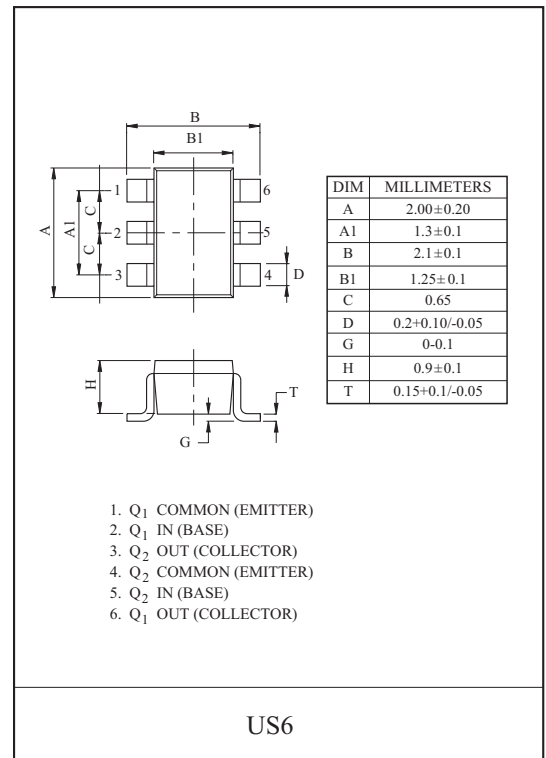 B
B1
1
6
A
A1
C
2
5
C
3
4
D
H
T
G
DIM MILLIMETERS
A 2.00±0.20
A1 1.3±0.1
B 2.1±0.1
B1 1.25±0.1
C 0.65
D 0.2+0.10/-0.05
G 0-0.1
H 0.9±0.1
T 0.15+0.1/-0.05
1. Q1 COMMON (EMITTER)
2. Q1 IN (BASE)
3. Q2 OUT (COLLECTOR)
4. Q2 COMMON (EMITTER)
5. Q2 IN (BASE)
6. Q1 OUT (COLLECTOR)
US6